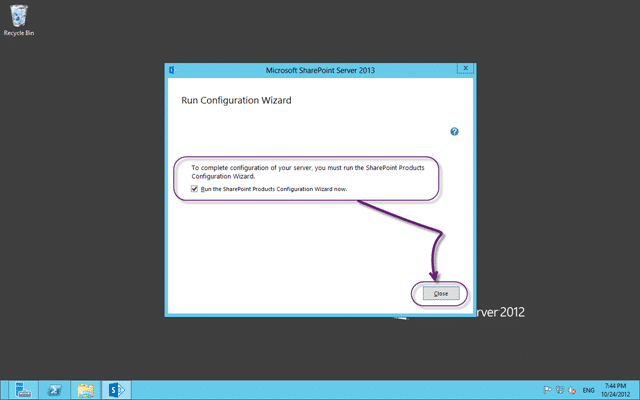 Recycle Bin
Microsoft SharePoint Server 2013
x
Run Configuration Wizard
?
To complete configuration of your server, you must run the SharePoint Products
Configuration Wizard.
Run the SharePoint Products Configuration Wizard now.
Close
rver 2012
ENG
7:44 PM
10/24/2012